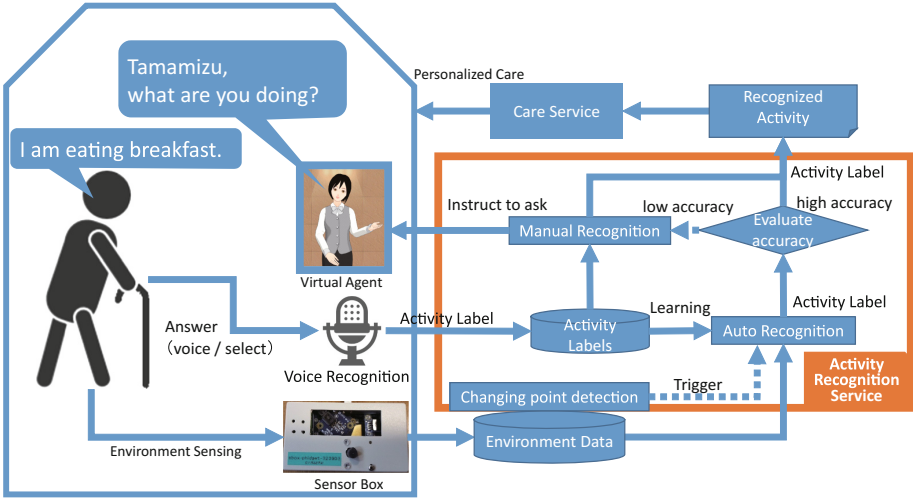 Tamamizu,
what are you doing?
I am eating breakfast.
Personalized Care
Care Service
Recognized
Activity
Activity Label
Instruct to ask
low accuracy
high accuracy
Manual Recognition
Evaluate
accuracy
Virtual Agent
Answer
(voice / select)
Activity Label
Activity
Labels
Learning
Activity Label
Auto Recognition
Voice Recognition
Activity
Recognition
Service
Changing point detection
Trigger
Environment Data
Environment Sensing
Sensor Box